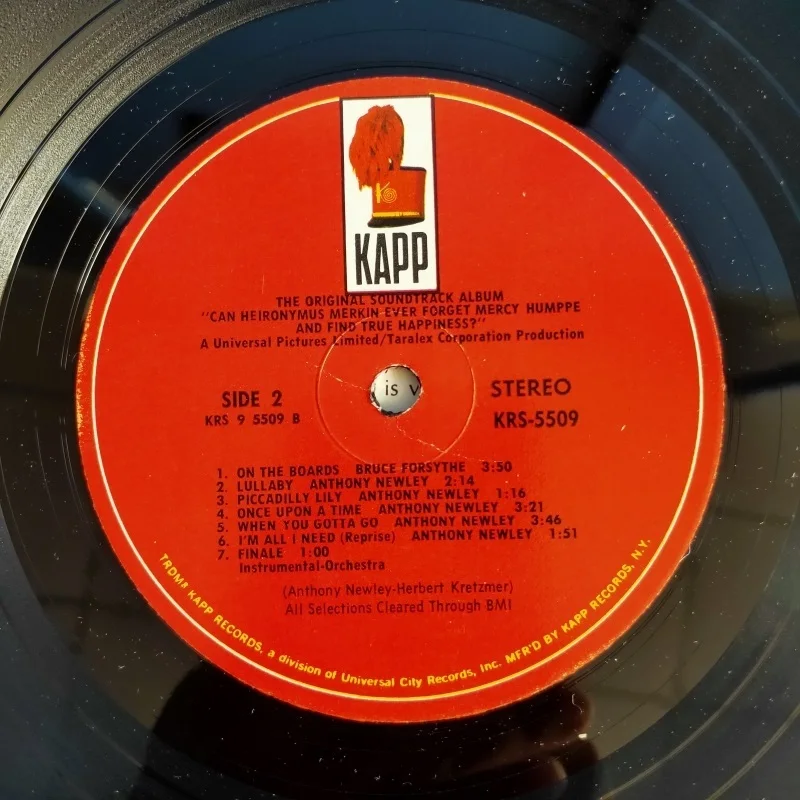 KAPP
THE ORIGINAL SOUNDTRACK ALBUM
"CAN HEIRONYMUS MERKIN EVER FORGET MERCY HUMPPE
AND FIND TRUE HAPPINESS?"
A Universal Pictures Limited/Taralex Corporation Production
is
SIDE 2
KRS 9 5509 B
STEREO
KRS-5509
1. ON THE BOARDS BRUCE FORSYTHE 3:50
2. LULLABY ANTHONY NEWLEY 2:14
3. PICCADILLY LILY ANTHONY NEWLEY 1:16
4. ONCE UPON A TIME ANTHONY NEWLEY 3:21
5. WHEN YOU GOTTA GO ANTHONY NEWLEY 3:46
6. I'M ALL I NEED (Reprise) ANTHONY NEWLEY 1:51
7. FINALE 1:00
Instrumental-Orchestra
(Anthony Newley-Herbert Kretzmer)
All Selections Cleared Through BMI
TRDMK KAPP RECORDS, a division of Universal City Records, Inc. MFR'D BY KAPP RECORDS, N.Y.